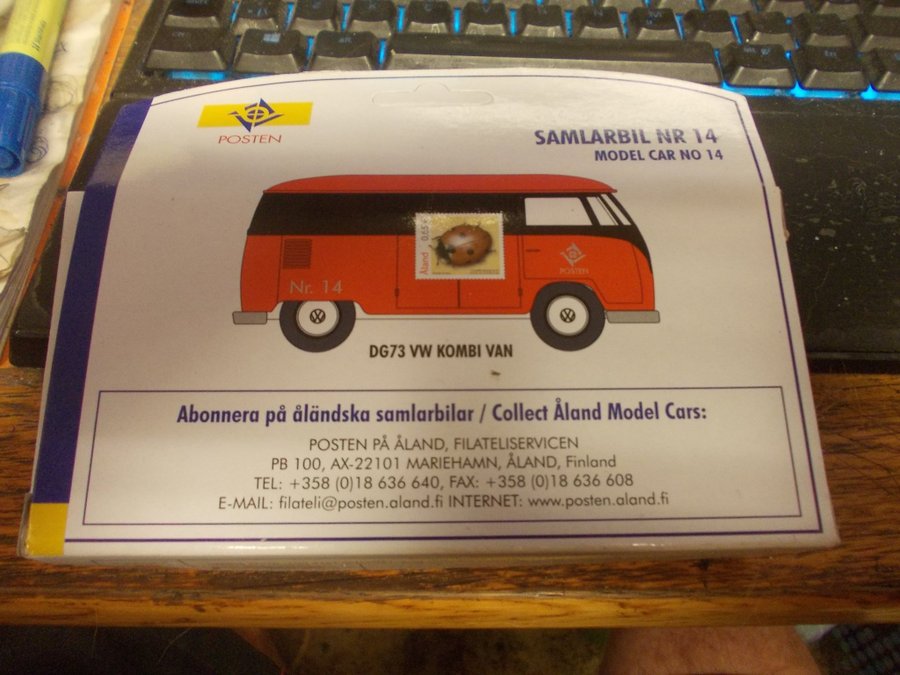 POSTEN
SAMLARBIL NR 14
MODEL CAR NO 14
Åland 0,65€
POSTEN
Nr. 14
DG73 VW KOMBI VAN
Abonnera på åländska samlarbilar / Collect Åland Model Cars:
POSTEN PÅ ÅLAND, FILATELISERVICEN
PB 100, AX-22101 MARIEHAMN, ÅLAND, Finland
TEL: +358 (0)18 636 640, FAX: +358 (0)18 636 608
E-MAIL: filateli@posten.aland.fi INTERNET: www.posten.aland.fi